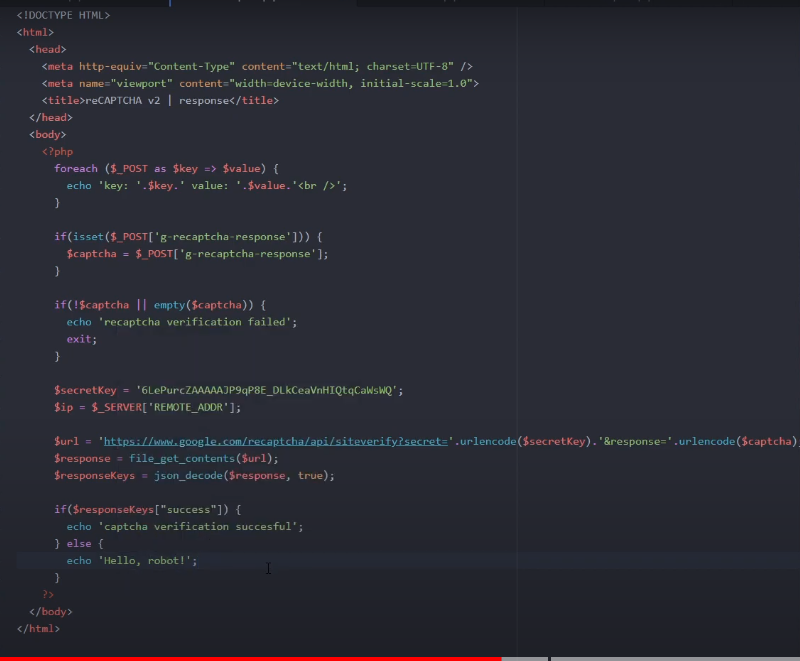 <!DOCTYPE HTML>
<html>
<head>
<meta http-equiv="Content-Type" content="text/html; charset=UTF-8" />
<meta name="viewport" content="width=device-width, initial-scale=1.0">
<title>reCAPTCHA v2 | response</title>
</head>
<body>
<?php
foreach ($_POST as $key => $value) {
echo 'key: '.$key.' value: '.$value.'<br />';
}
if(isset($_POST['g-recaptcha-response'])) {
$captcha = $_POST['g-recaptcha-response'];
}
if(!$captcha || empty($captcha)) {
echo 'recaptcha verification failed';
exit;
}
$secretKey = '6LePurcZAAAAAJP9qP8E_DLkCeaVnHIQtqCaWsWQ';
$ip = $_SERVER['REMOTE_ADDR'];
$url = 'https://www.google.com/recaptcha/api/siteverify?secret='.urlencode($secretKey).'&response='.urlencode($captcha)
$response = file_get_contents($url);
$responseKeys = json_decode($response, true);
if($responseKeys["success"]) {
echo 'captcha verification succesful';
} else {
echo 'Hello, robot!';
}
?>
</body>
</html>